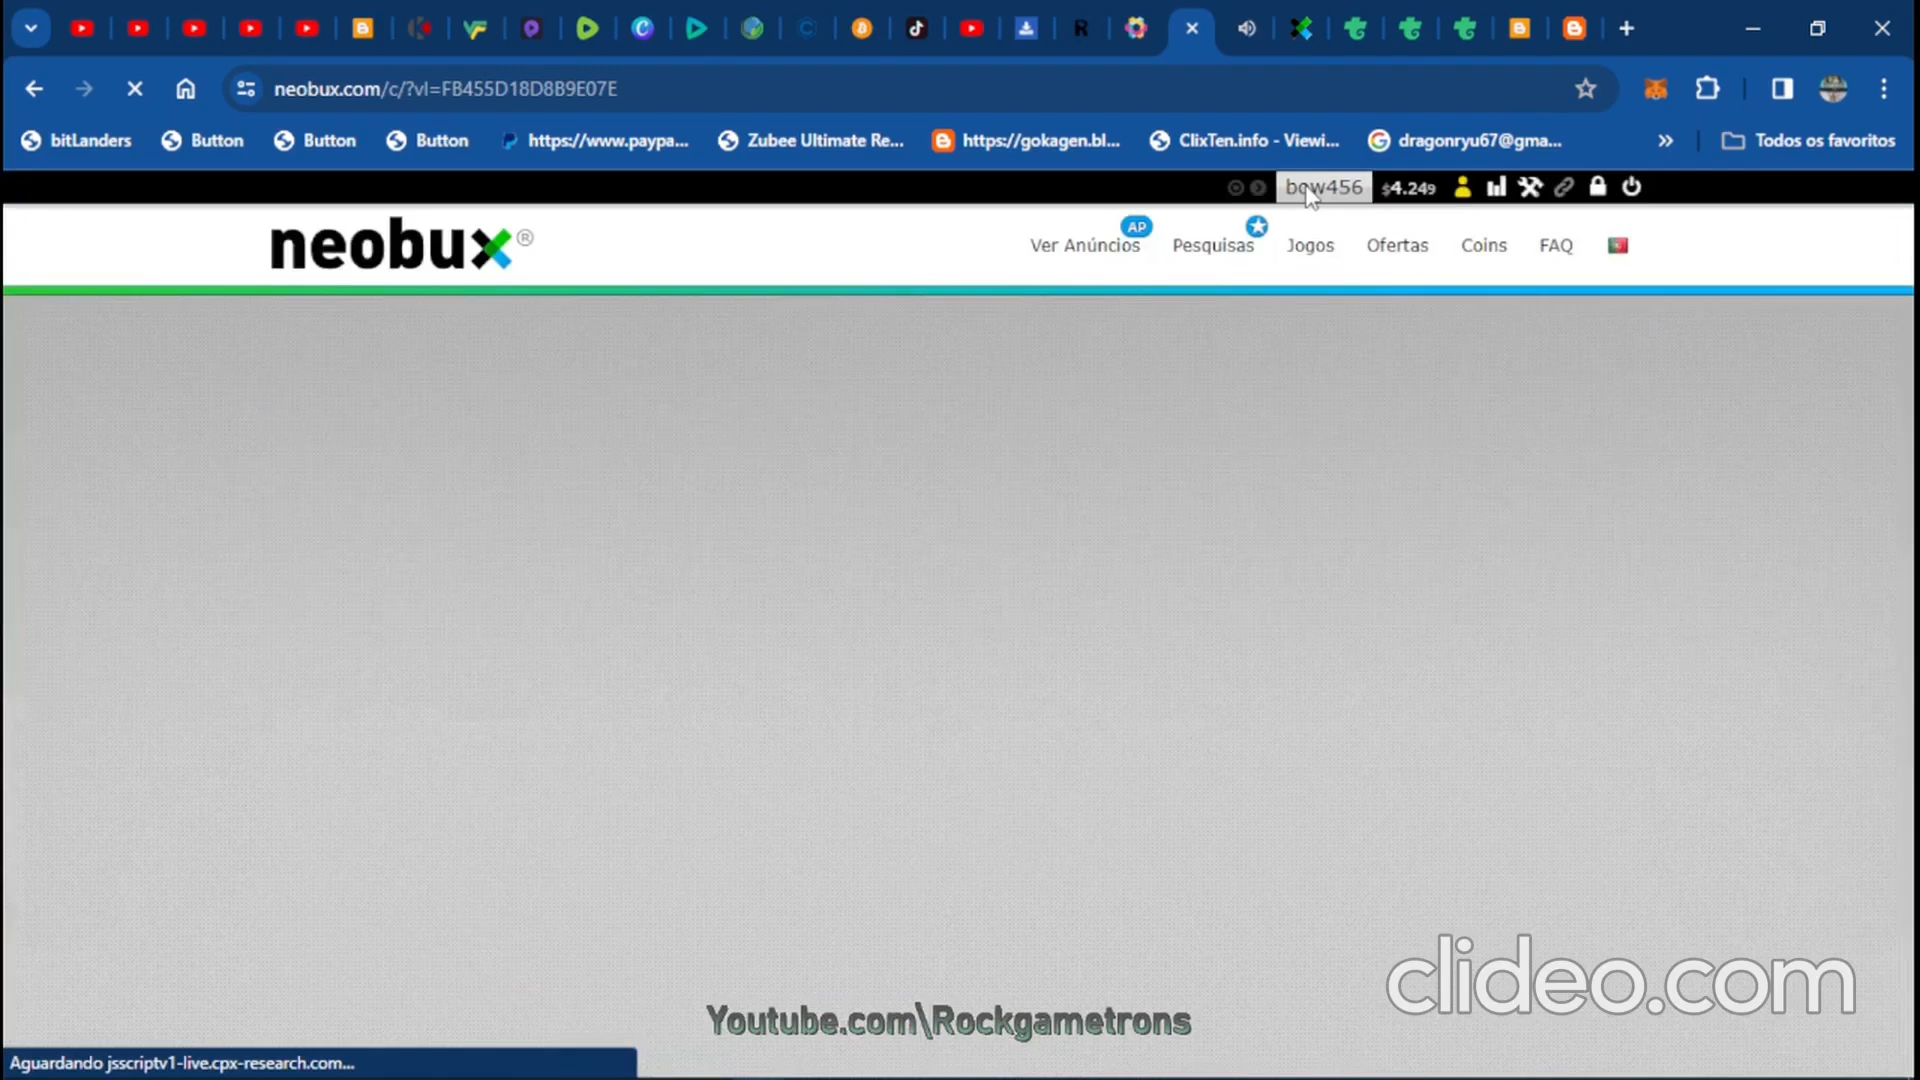 neobux.com/c/?vl=FB455D18D8B9E07E
bitLanders Button Button Button https://www.paypa... Zubee Ultimate Re... https://gokagen.bl... ClixTen.info - Viewi... dragonryu67@gma... » Todos os favoritos
bow456 $4.249
neobux® Ver Anúncios AP Pesquisas Jogos Ofertas Coins FAQ
clideo.com
Youtube.com\Rockgametrons
Aguardando jsscriptv1-live.cpx-research.com...